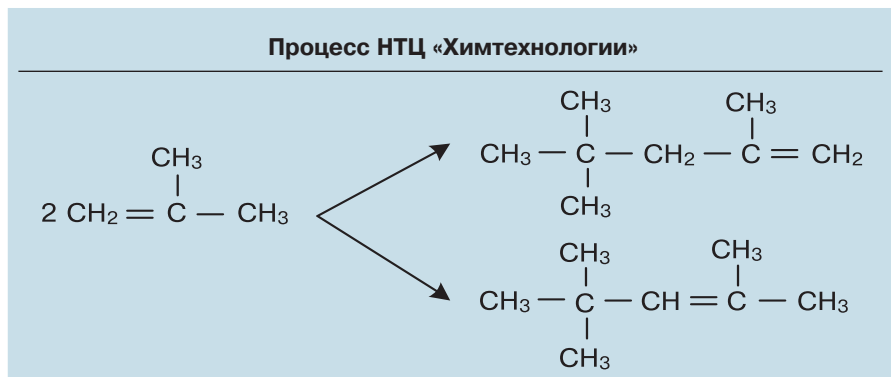 Процесс НТЦ «Химтехнологии»
CH3 CH3
CH3 — C — CH2 — C = CH2
CH3
CH3
2 CH2 = C — CH3
CH3 CH3
CH3 — C — CH = C — CH3
CH3